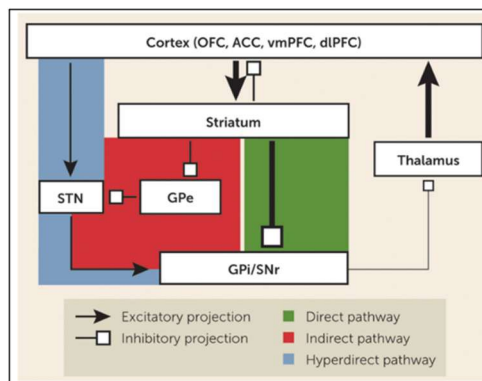 Cortex (OFC, ACC, vmPFC, dlPFC)
Striatum
Thalamus
STN
GPe
GPi/SNr
Excitatory projection
Inhibitory projection
Direct pathway
Indirect pathway
Hyperdirect pathway